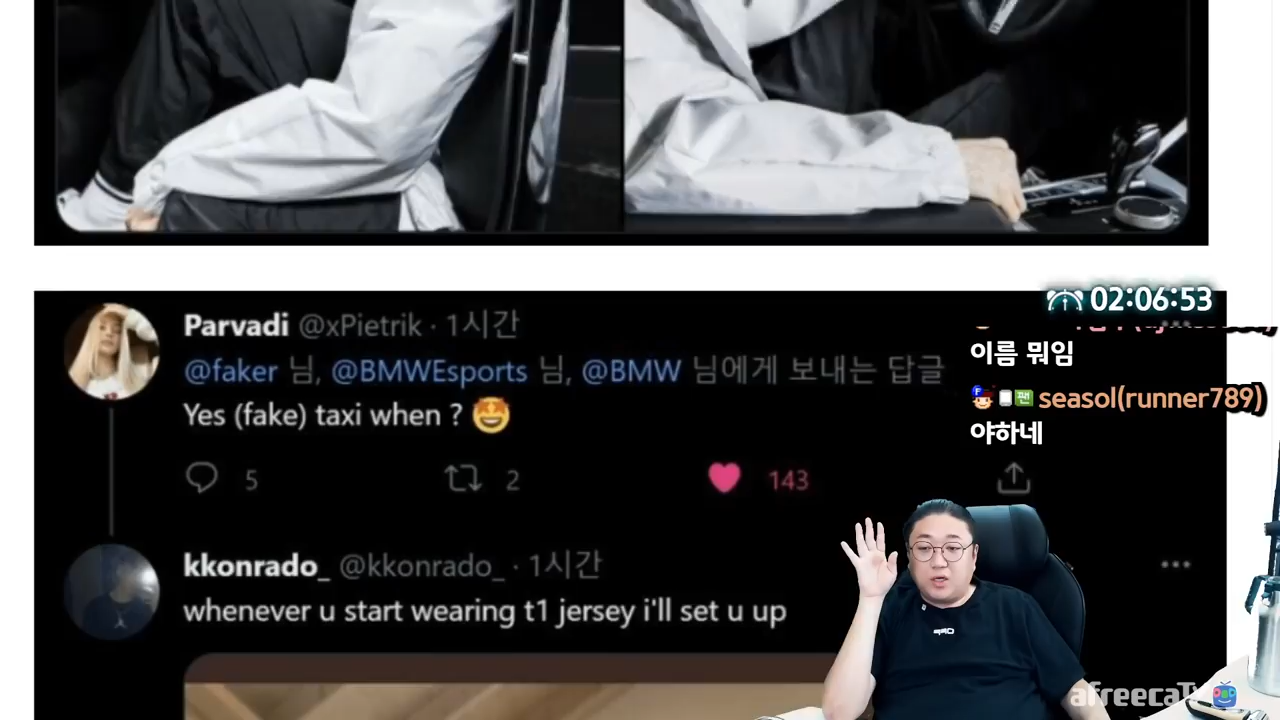 02:06:53
Parvadi @xPietrik · 1시간
@faker 님, @BMWEsports 님, @BMW 님에게 보내는 답글
Yes (fake) taxi when ? 🤩
5 2 143
이름 뭐임
팬 seasol(runner789)
야하네
kkonrado_ @kkonrado_ · 1시간
whenever u start wearing t1 jersey i'll set u up
afreecaTV